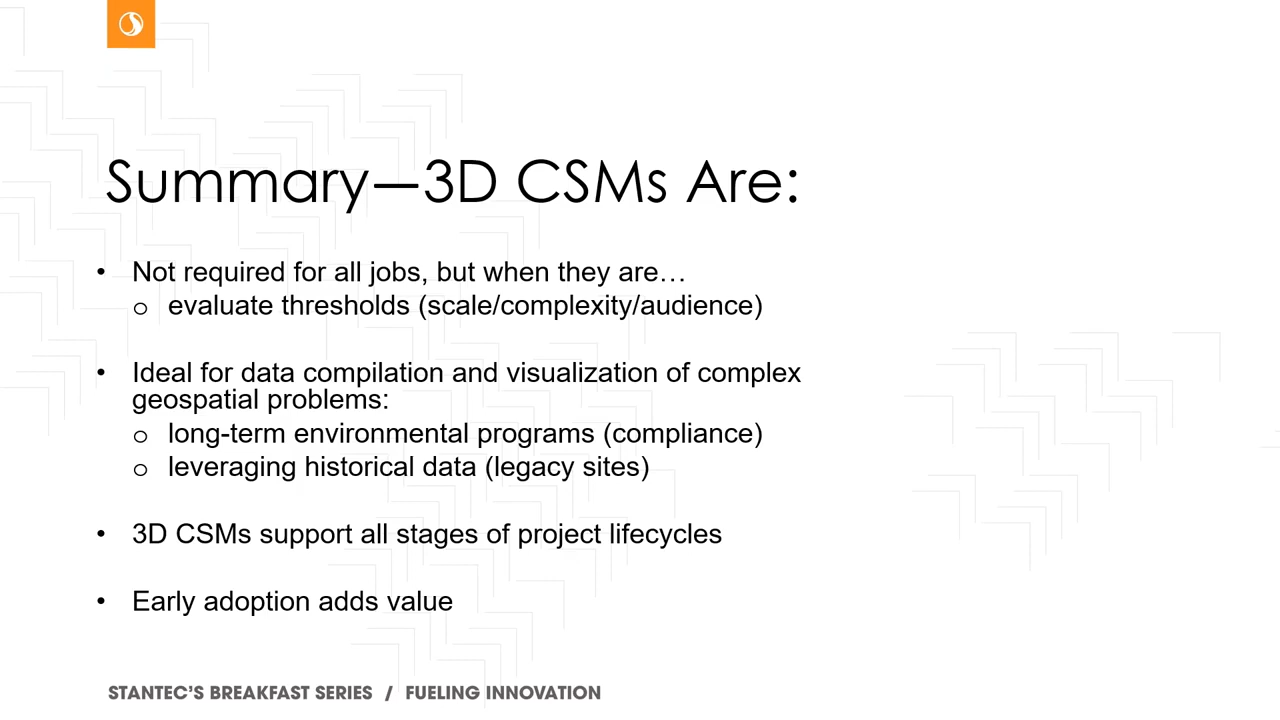 Summary—3D CSMs Are:
• Not required for all jobs, but when they are…
o evaluate thresholds (scale/complexity/audience)
• Ideal for data compilation and visualization of complex
geospatial problems:
o long-term environmental programs (compliance)
o leveraging historical data (legacy sites)
• 3D CSMs support all stages of project lifecycles
• Early adoption adds value
STANTEC'S BREAKFAST SERIES / FUELING INNOVATION